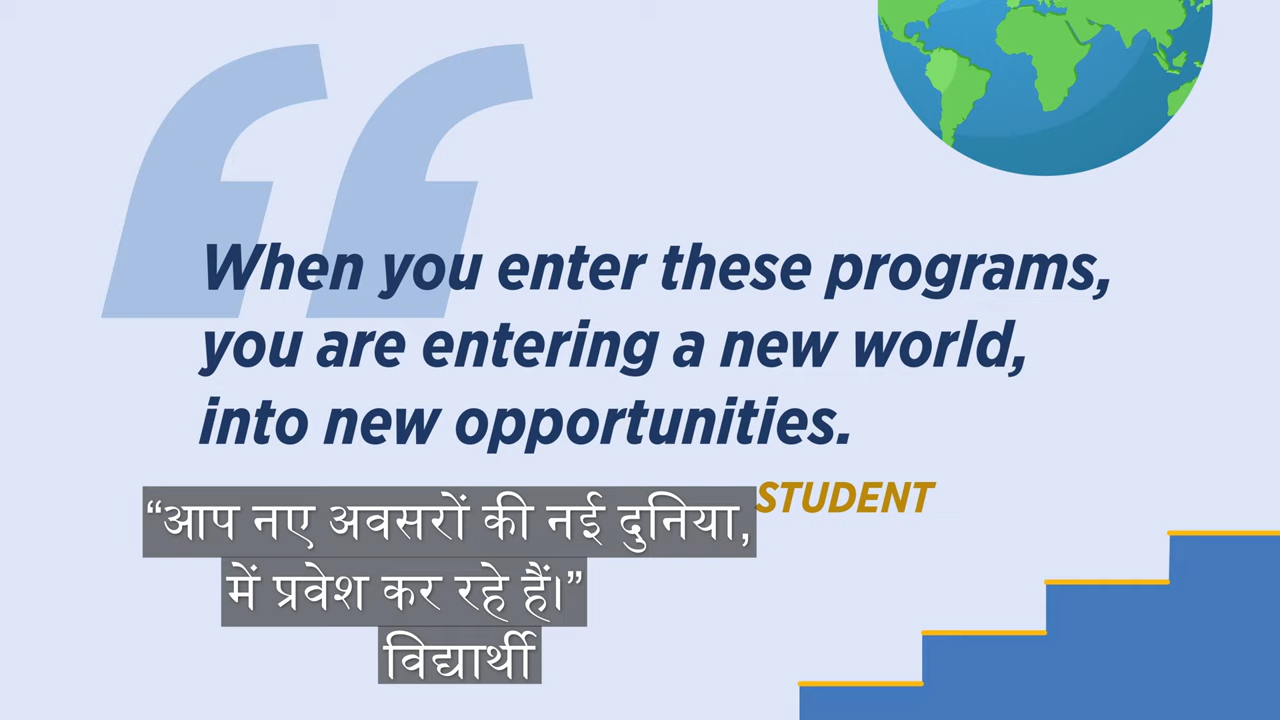 When you enter these programs,
you are entering a new world,
into new opportunities.
STUDENT
“आप नए अवसरों की नई दुनिया,
में प्रवेश कर रहे हैं।”
विद्यार्थी